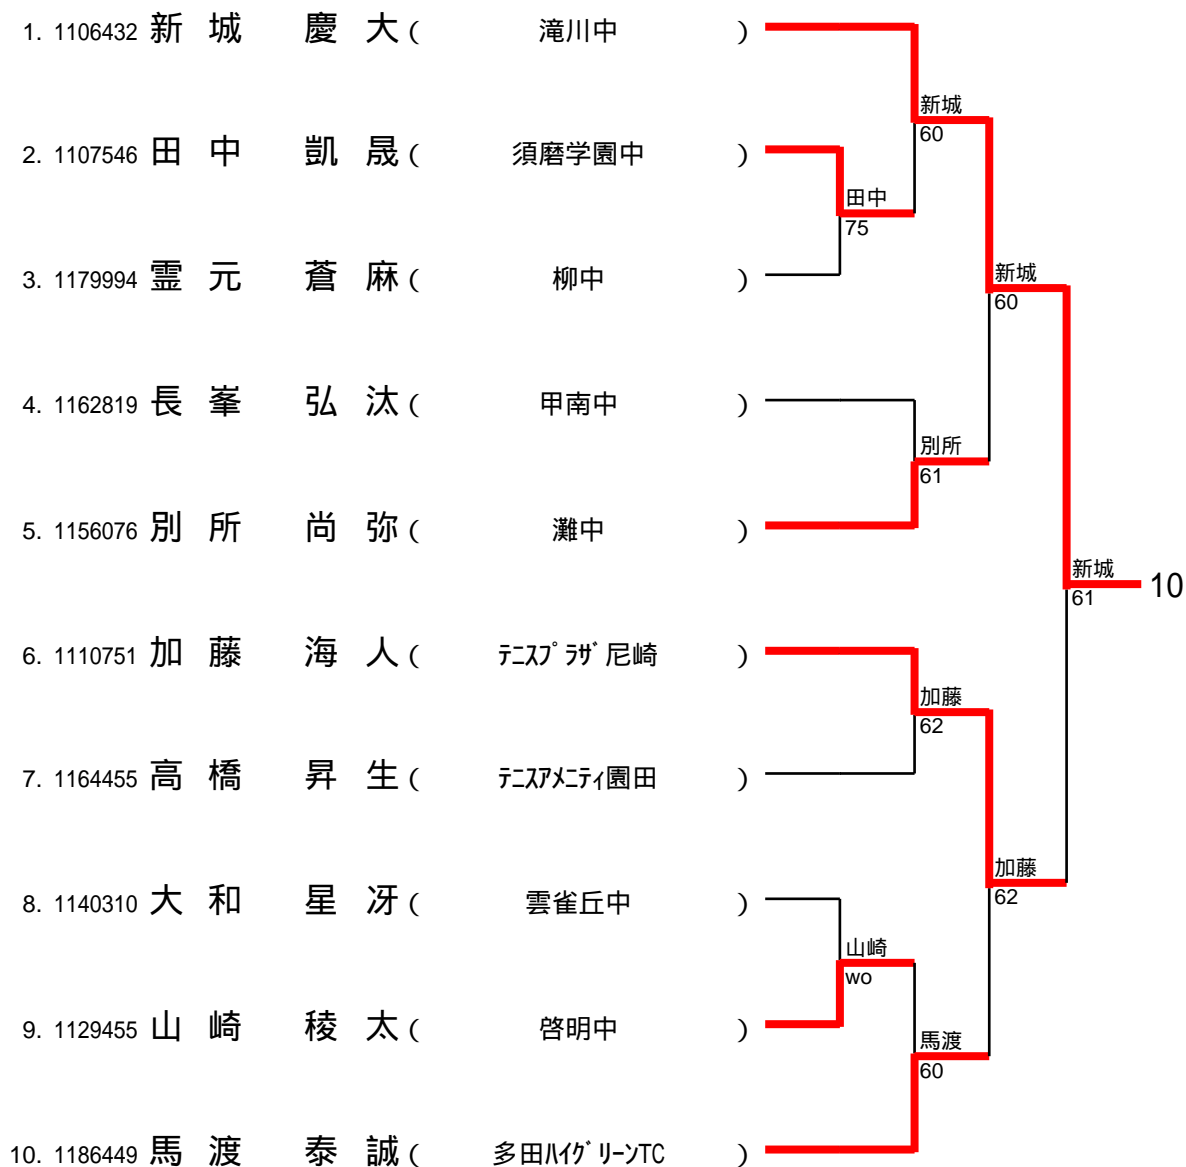 1. 1106432 新 城 慶 大 ( 滝川中 )
新城
60
2. 1107546 田 中 凱 晟 ( 須磨学園中 )
田中
75
3. 1179994 霊 元 蒼 麻 ( 柳中 )
新城
60
4. 1162819 長 峯 弘 汰 ( 甲南中 )
別所
61
5. 1156076 別 所 尚 弥 ( 灘中 )
新城
61
10
6. 1110751 加 藤 海 人 ( テニスプラザ尼崎 )
加藤
62
7. 1164455 高 橋 昇 生 ( テニスアメニティ園田 )
加藤
62
8. 1140310 大 和 星 冴 ( 雲雀丘中 )
山崎
wo
9. 1129455 山 崎 稜 太 ( 啓明中 )
馬渡
60
10. 1186449 馬 渡 泰 誠 ( 多田ハイグリーンTC )